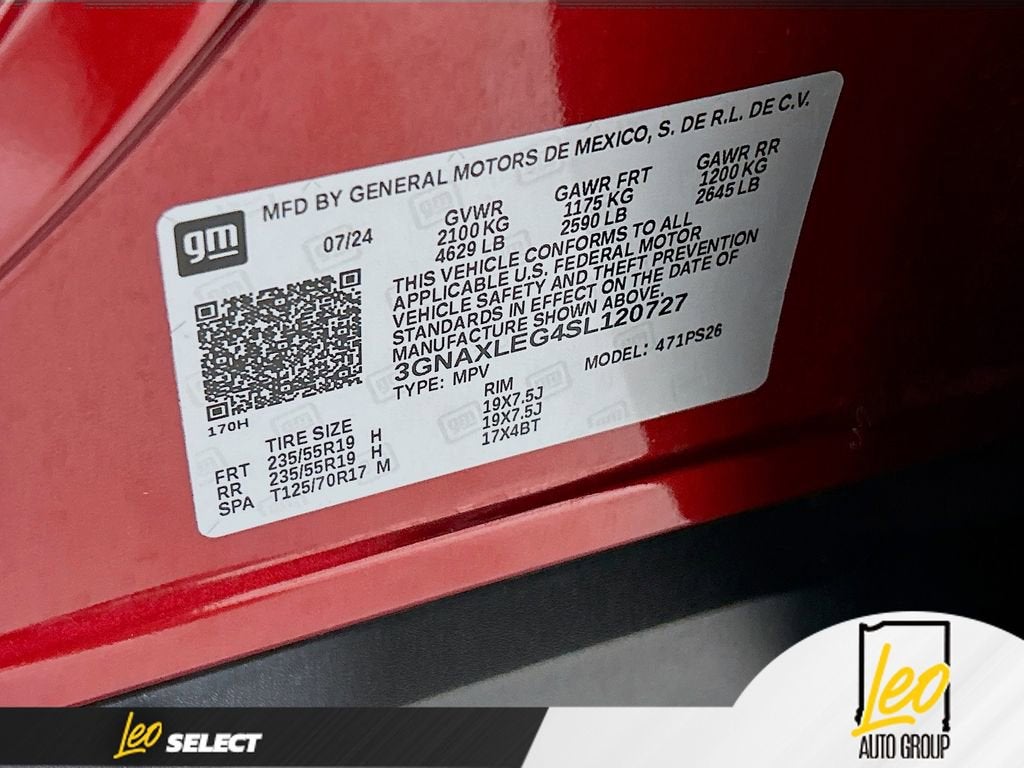 gm
MFD BY GENERAL MOTORS DE MEXICO, S. DE R.L. DE C.V.
07/24
GVWR
2100 KG
4629 LB
GAWR FRT
1175 KG
2590 LB
GAWR RR
1200 KG
2645 LB
THIS VEHICLE CONFORMS TO ALL
APPLICABLE U.S. FEDERAL MOTOR
VEHICLE SAFETY AND THEFT PREVENTION
STANDARDS IN EFFECT ON THE DATE OF
MANUFACTURE SHOWN ABOVE.
3GNAXLEG4SL120727
TYPE: MPV
MODEL: 471PS26
170H
TIRE SIZE
RIM
FRT 235/55R19 H 19X7.5J
RR 235/55R19 H 19X7.5J
SPA T125/70R17 M 17X4BT
Leo SELECT
Leo
AUTO GROUP